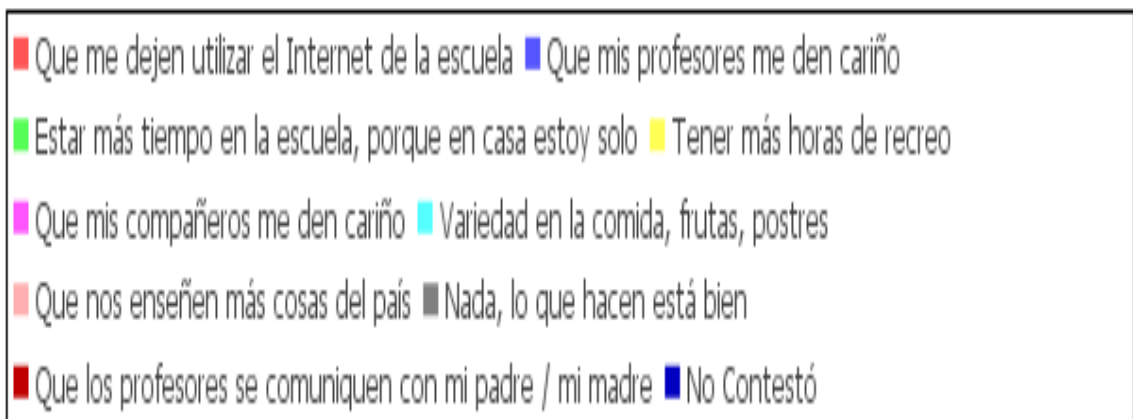 Que me dejen utilizar el Internet de la escuela Que mis profesores me den cariño
Estar más tiempo en la escuela, porque en casa estoy solo Tener más horas de recreo
Que mis compañeros me den cariño Variedad en la comida, frutas, postres
Que nos enseñen más cosas del país Nada, lo que hacen está bien
Que los profesores se comuniquen con mi padre / mi madre No Contestó